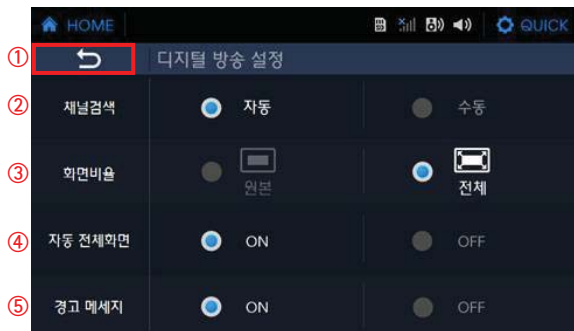 HOME QUICK
① 디지털 방송 설정
② 채널검색 자동 수동
③ 화면비율 원본 전체
④ 자동 전체화면 ON OFF
⑤ 경고 메세지 ON OFF